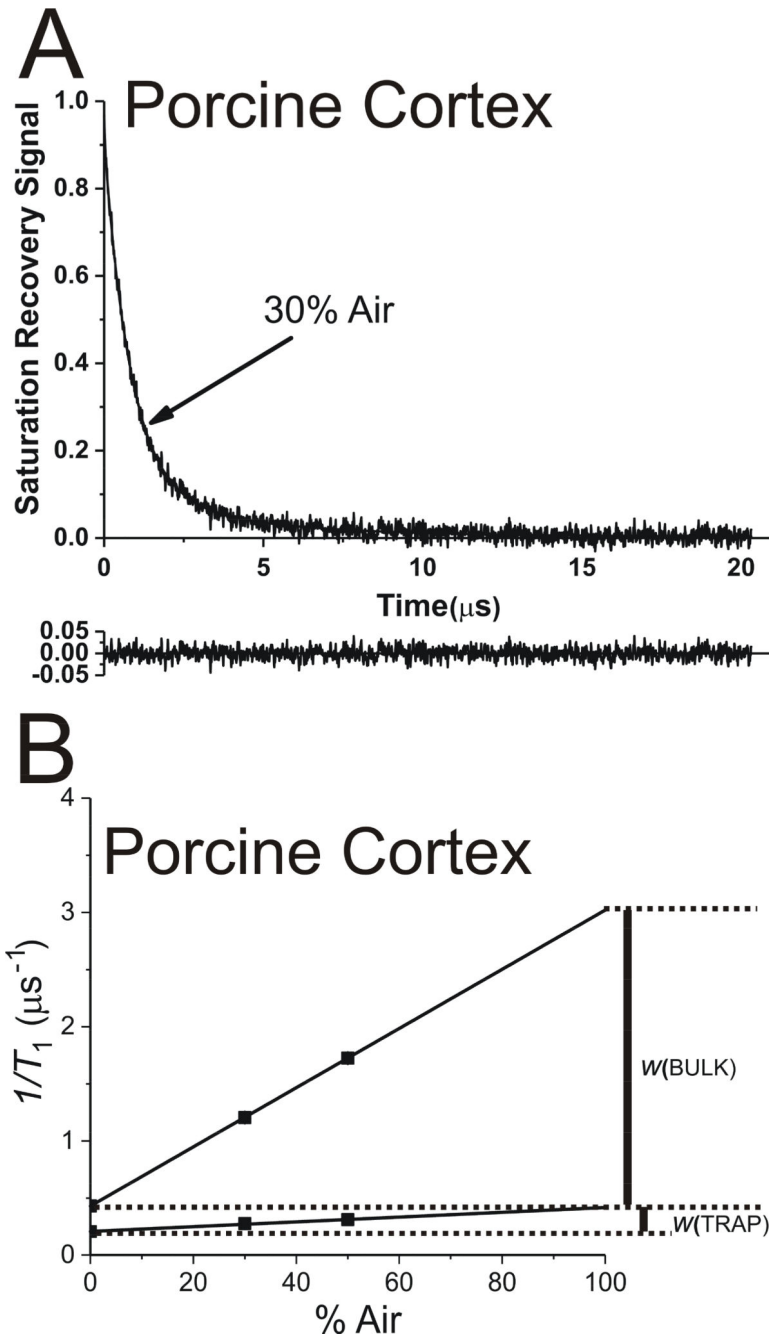 A
Porcine Cortex
Saturation Recovery Signal
1.0
0.8
0.6
0.4
0.2
0.0
30% Air
0 5 10 15 20
Time(μs)
0.05
0.00
-0.05
B
Porcine Cortex
1/T1 (μs-1)
4
3
2
1
0
w(BULK)
w(TRAP)
0 20 40 60 80 100
% Air